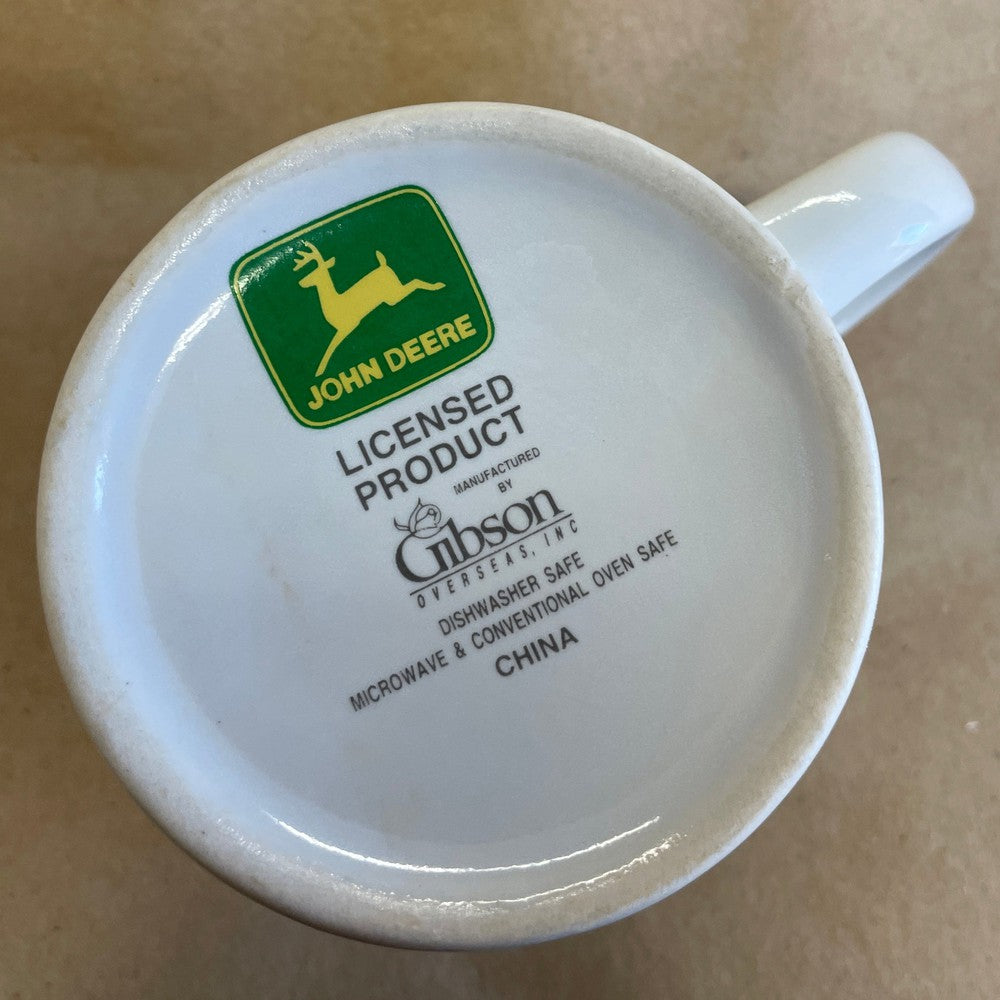 JOHN DEERE
LICENSED
PRODUCT
MANUFACTURED
BY
Gibson
OVERSEAS, INC
DISHWASHER SAFE
MICROWAVE & CONVENTIONAL OVEN SAFE
CHINA